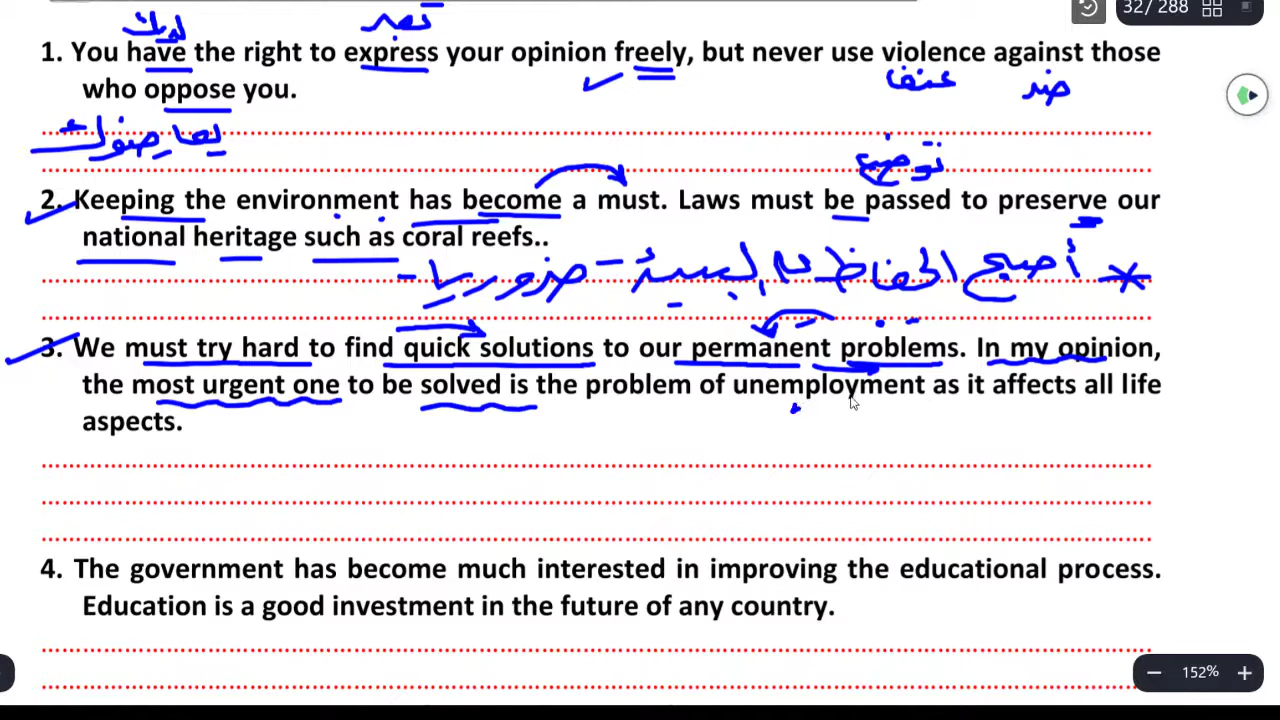 32/ 288
لديك
تعبر
1. You have the right to express your opinion freely, but never use violence against those
عنف
ضد
who oppose you.
يعارضونك
توضع
2. Keeping the environment has become a must. Laws must be passed to preserve our
national heritage such as coral reefs..
* أصبح الحفاظ علي البيئة - ضروريا -
3. We must try hard to find quick solutions to our permanent problems. In my opinion,
the most urgent one to be solved is the problem of unemployment as it affects all life
aspects.
4. The government has become much interested in improving the educational process.
Education is a good investment in the future of any country.
152%